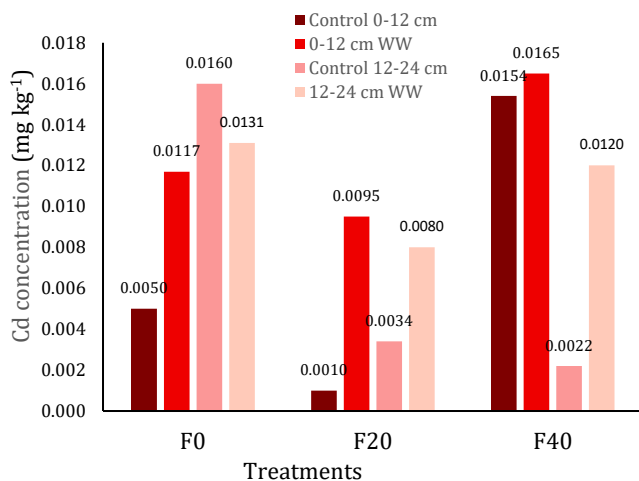 Control 0-12 cm
0-12 cm WW
Control 12-24 cm
12-24 cm WW
Cd concentration (mg kg⁻¹)
0.018
0.016
0.014
0.012
0.010
0.008
0.006
0.004
0.002
0.000
0.0050
0.0117
0.0160
0.0131
0.0010
0.0095
0.0034
0.0080
0.0154
0.0165
0.0022
0.0120
F0
F20
F40
Treatments